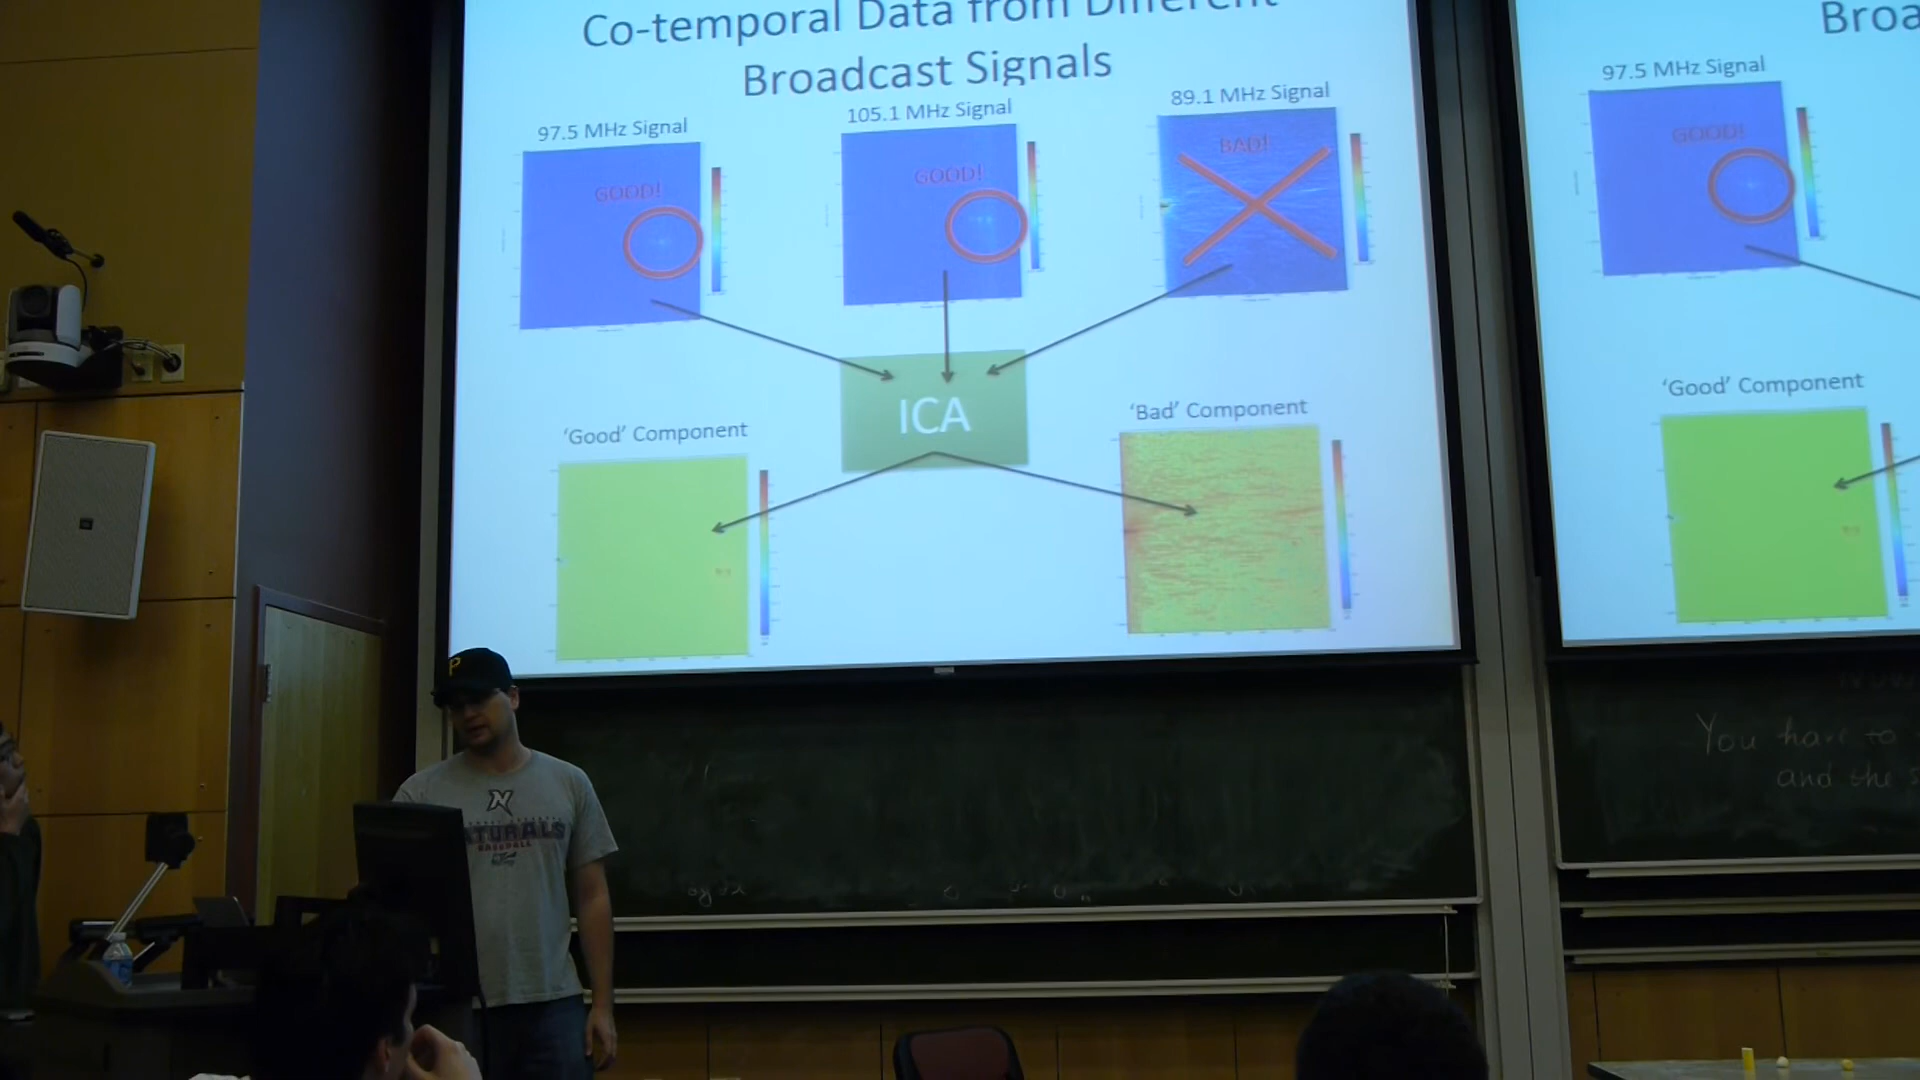 Co-temporal Data from Different
Broadcast Signals
97.5 MHz Signal
105.1 MHz Signal
89.1 MHz Signal
GOOD!
GOOD!
BAD!
ICA
'Good' Component
'Bad' Component
Broa
97.5 MHz Signal
GOOD!
'Good' Component
You have to
and the s
P
N
ATURALS
BASEBALL